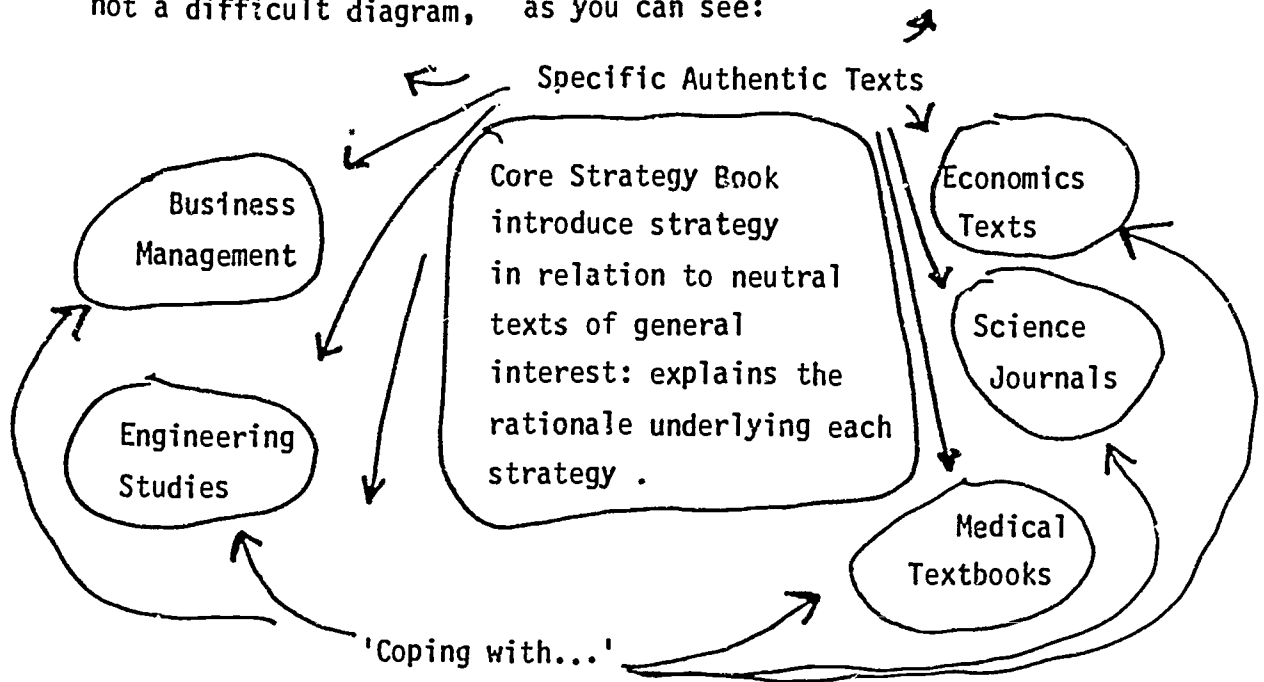 not a difficult diagram, as you can see:
Specific Authentic Texts
Business
Management
Engineering
Studies
Core Strategy Book
introduce strategy
in relation to neutral
texts of general
interest: explains the
rationale underlying each
strategy .
Economics
Texts
Science
Journals
Medical
Textbooks
'Coping with...'